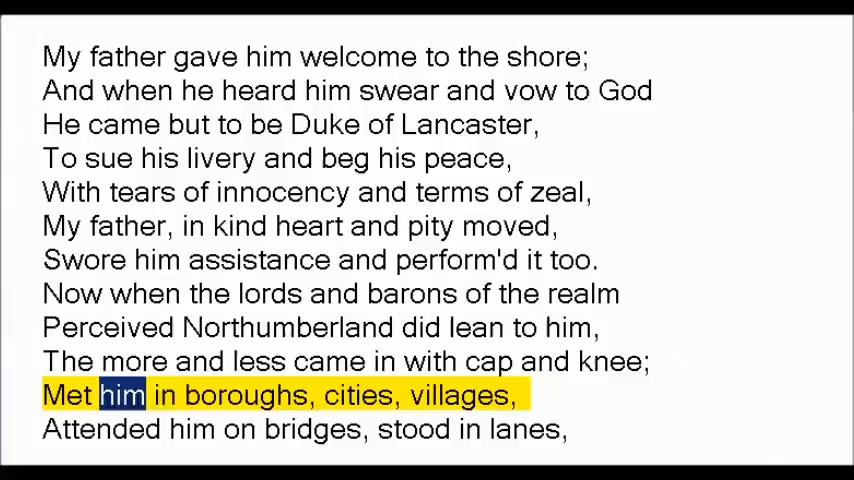 My father gave him welcome to the shore;
And when he heard him swear and vow to God
He came but to be Duke of Lancaster,
To sue his livery and beg his peace,
With tears of innocency and terms of zeal,
My father, in kind heart and pity moved,
Swore him assistance and perform'd it too.
Now when the lords and barons of the realm
Perceived Northumberland did lean to him,
The more and less came in with cap and knee;
Met him in boroughs, cities, villages,
Attended him on bridges, stood in lanes,